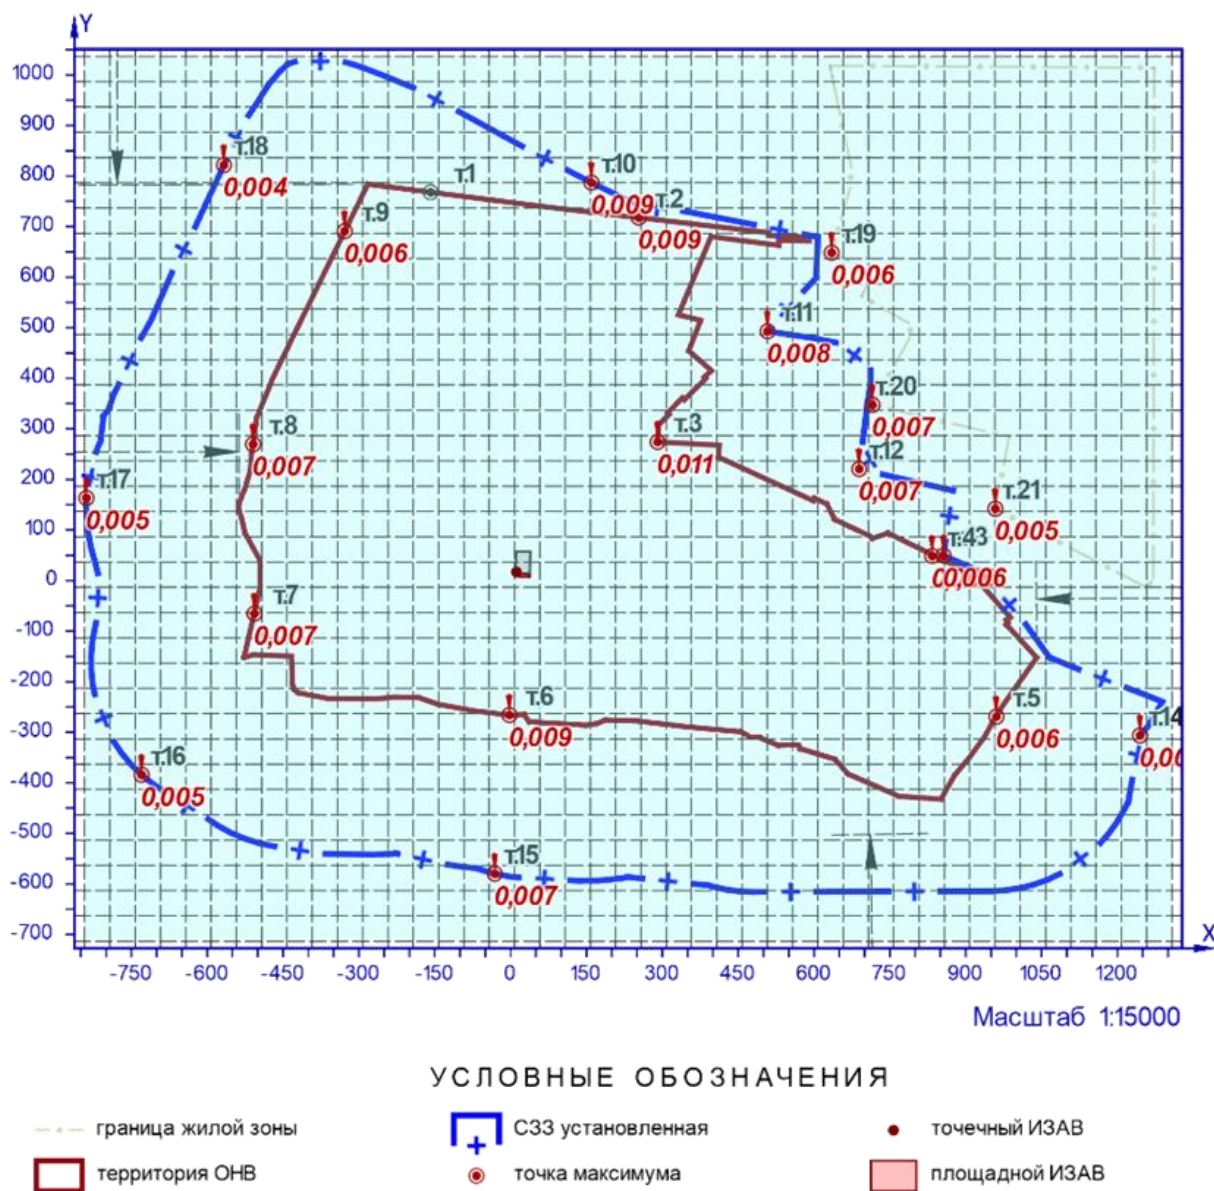 Y
1000
900
т.18
т.10
800
0,004
т.1
0,009
т.2
700
т.9
0,009
т.19
0,006
0,006
600
500
т.11
0,008
400
т.20
300
т.8
т.3
0,007
0,007
0,011
т.12
200
т.17
0,007
т.21
0,005
0,005
100
0
0,006
т.7
-100
0,007
-200
т.6
т.5
т.14
-300
0,009
0,006
т.16
-400
0,005
-500
т.15
-600
0,007
-700
X
-750 -600 -450 -300 -150 0 150 300 450 600 750 900 1050 1200
Масштаб 1:15000
УСЛОВНЫЕ ОБОЗНАЧЕНИЯ
граница жилой зоны СЗЗ установленная точечный ИЗАВ
территория ОНВ точка максимума площадной ИЗАВ